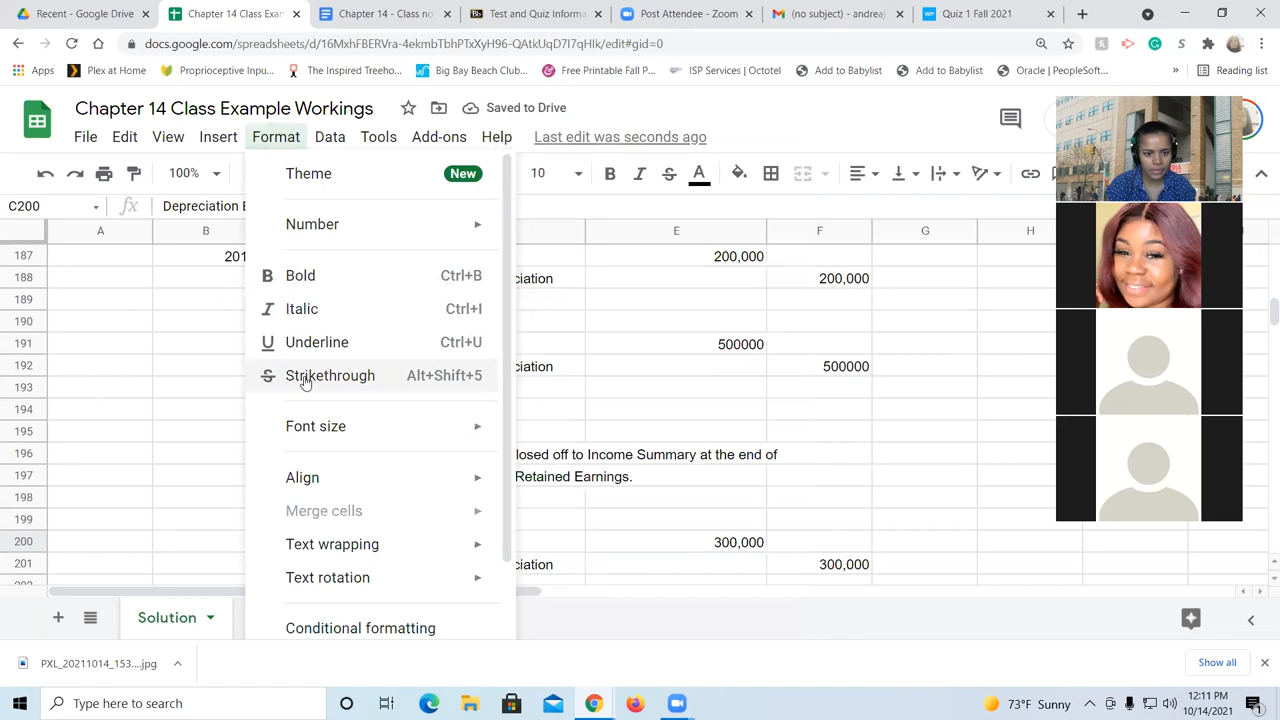 Google Drive
Chapter 14 - Em
Chapter 14 - Class no
Test and Quiz Informa
Post Attendee - Zoom
(no subject) - andreaj
Quiz 1 Fall 2021
docs.google.com/spreadsheets/d/16MxhFBERVra-4ekmbTbLPTxXyH96-QAtkUqD7I7qHIk/edit#gid=0
Apps
Plex at Home
Proprioceptive Inpu...
The Inspired Treeho...
Big Bay Beach Club...
Free Printable Fall P...
ISP Services | Octotel
Add to Babylist
Add to Babylist
Oracle | PeopleSoft...
»
Reading list
Chapter 14 Class Example Workings
Saved to Drive
File Edit View Insert Format Data Tools Add-ons Help
Last edit was seconds ago
100%
10
C200
fx
Depreciation E
A B E F G H
187 201 200,000
188 ciation 200,000
189
190
191 500000
192 ciation 500000
193
194
195
196 losed off to Income Summary at the end of
197 Retained Earnings.
198
199
200 300,000
201 ciation 300,000
Theme New
Number
Bold Ctrl+B
Italic Ctrl+I
Underline Ctrl+U
Strikethrough Alt+Shift+5
Font size
Align
Merge cells
Text wrapping
Text rotation
Conditional formatting
Solution
PXL_20211014_153....jpg
Show all
Type here to search
73°F Sunny
12:11 PM
10/14/2021